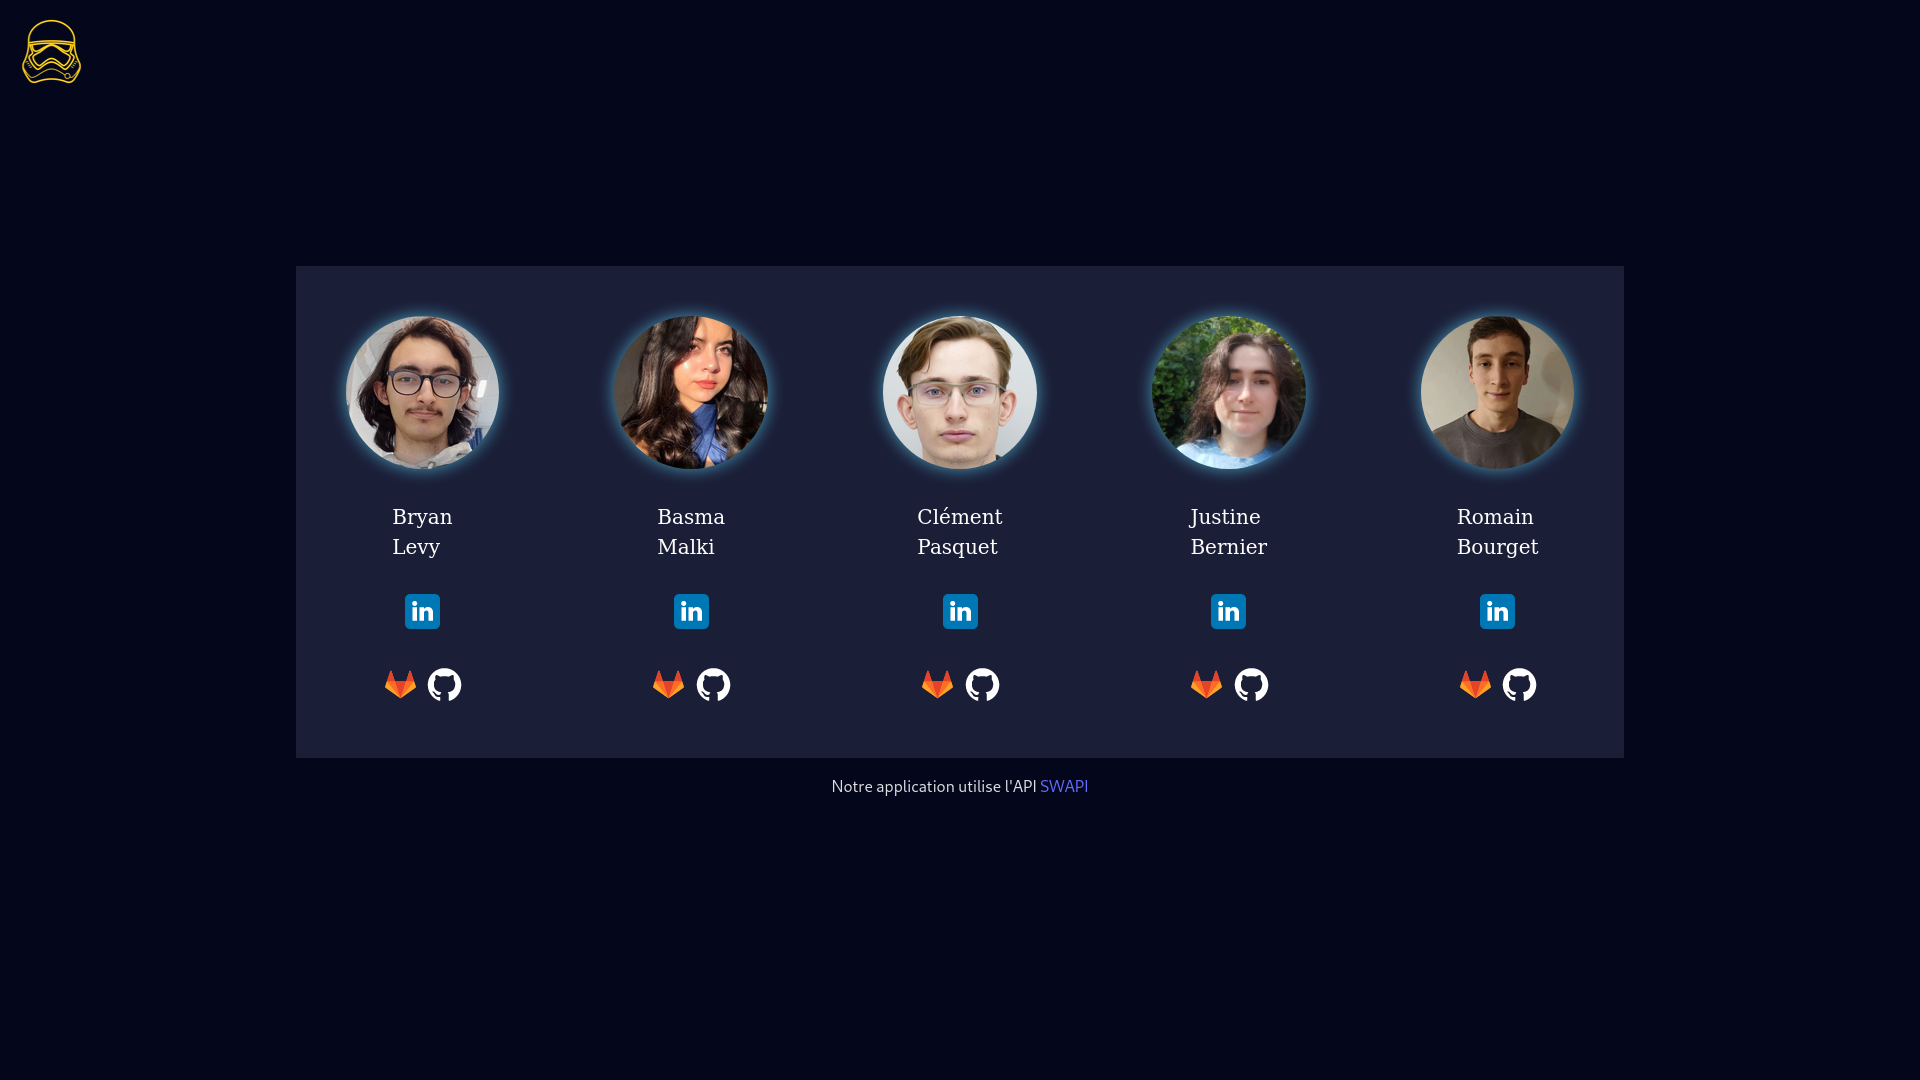 Bryan
Levy
Basma
Malki
Clément
Pasquet
Justine
Bernier
Romain
Bourget
in
in
in
in
in
Notre application utilise l'API SWAPI